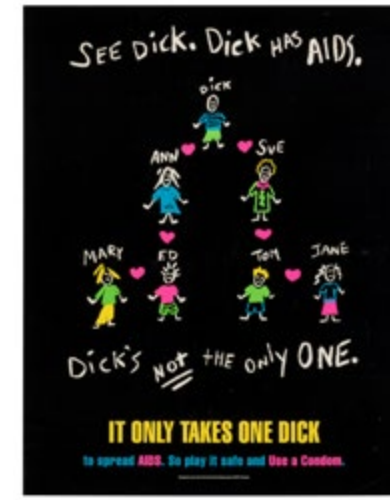 SEE DICK. DICK HAS AIDS.
DICK
ANN SUE
MARY ED TOM JANE
DICK'S NOT THE ONLY ONE.
IT ONLY TAKES ONE DICK
to spread AIDS. So play it safe and Use a Condom.